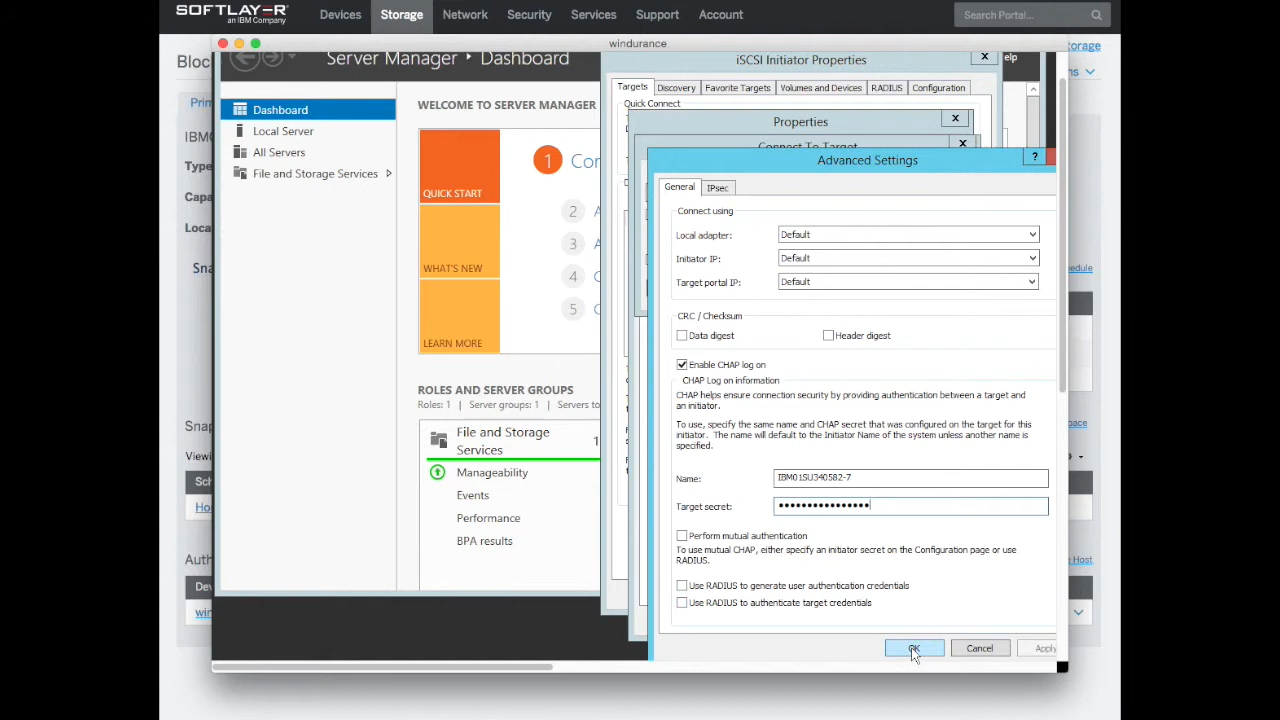 SOFTLAYER
an IBM Company
Devices
Storage
Network
Security
Services
Support
Account
Search Portal...
windurance
Server Manager
Dashboard
Dashboard
Local Server
All Servers
File and Storage Services
WELCOME TO SERVER MANAGER
QUICK START
WHAT'S NEW
LEARN MORE
1
2
3
4
5
ROLES AND SERVER GROUPS
Roles: 1 | Server groups: 1 | Servers to
File and Storage
Services
1
Manageability
Events
Performance
BPA results
iSCSI Initiator Properties
Targets
Discovery
Favorite Targets
Volumes and Devices
RADIUS
Configuration
Quick Connect
Properties
Connect To Target
Advanced Settings
General
IPsec
Connect using
Local adapter:
Default
Initiator IP:
Default
Target portal IP:
Default
CRC / Checksum
Data digest
Header digest
Enable CHAP log on
CHAP Log on information
CHAP helps ensure connection security by providing authentication between a target and
an initiator.
To use, specify the same name and CHAP secret that was configured on the target for this
initiator. The name will default to the Initiator Name of the system unless another name is
specified.
Name:
IBM01SU340582-7
Target secret:
••••••••••••••••
Perform mutual authentication
To use mutual CHAP, either specify an initiator secret on the Configuration page or use
RADIUS.
Use RADIUS to generate user authentication credentials
Use RADIUS to authenticate target credentials
OK
Cancel
Apply